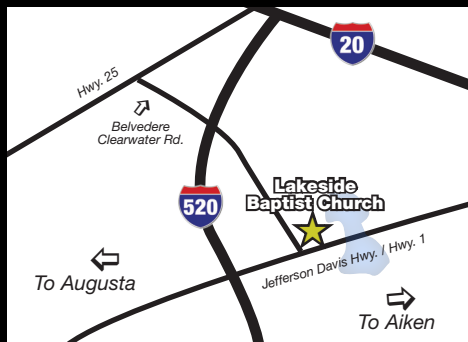 20
Hwy. 25
Belvedere
Clearwater Rd.
520
Lakeside
Baptist Church
Jefferson Davis Hwy. / Hwy. 1
To Augusta
To Aiken